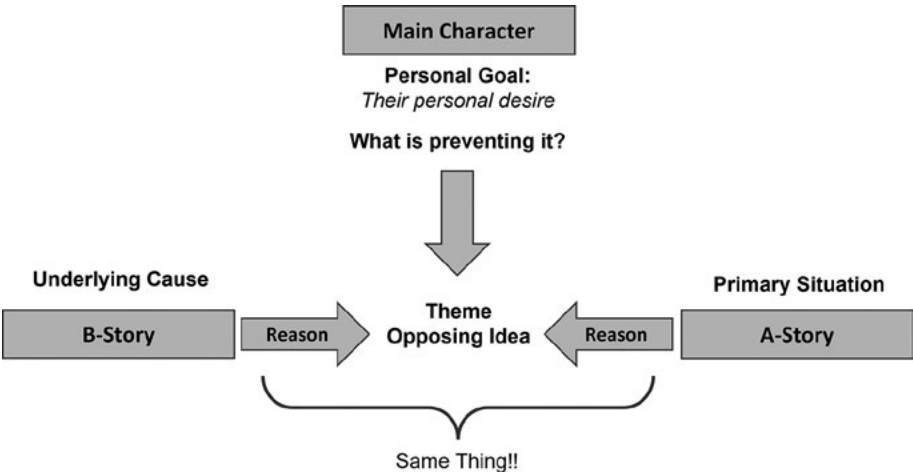 Main Character
Personal Goal:
Their personal desire
What is preventing it?
Underlying Cause
Primary Situation
B-Story
Reason
Theme
Opposing Idea
Reason
A-Story
Same Thing!!